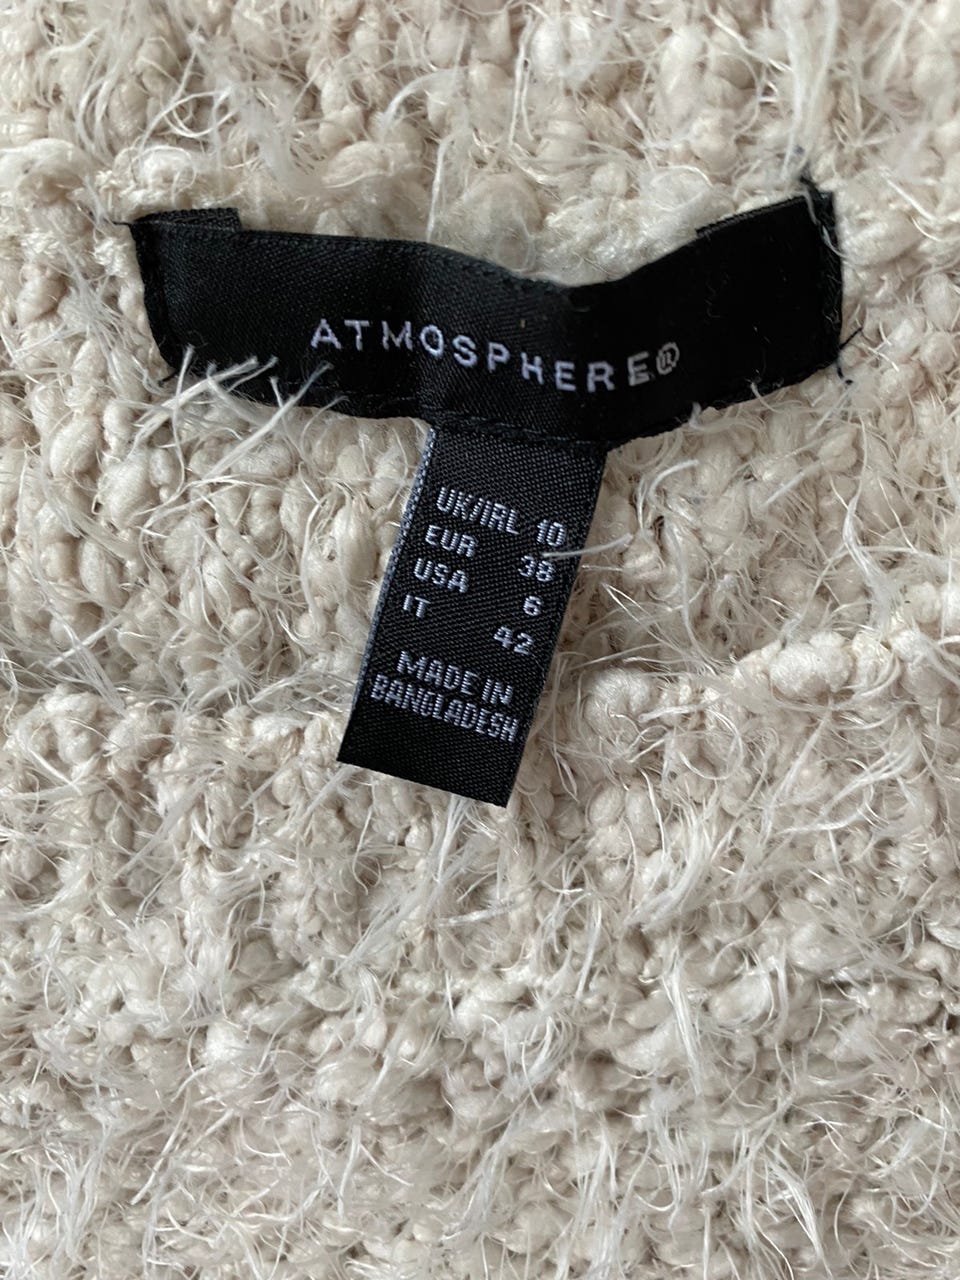 ATMOSPHERE®
UK/IRL 10
EUR 38
USA 6
IT 42
MADE IN
BANGLADESH